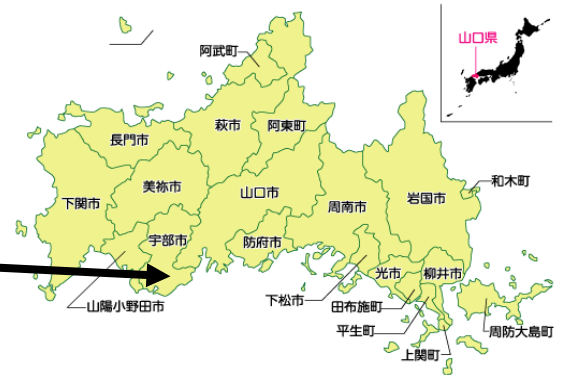 山口県
阿武町
萩市
阿東町
長門市
美祢市
下関市
山口市
周南市
岩国市
和木町
宇部市
防府市
山陽小野田市
下松市
光市
柳井市
田布施町
平生町
上関町
周防大島町